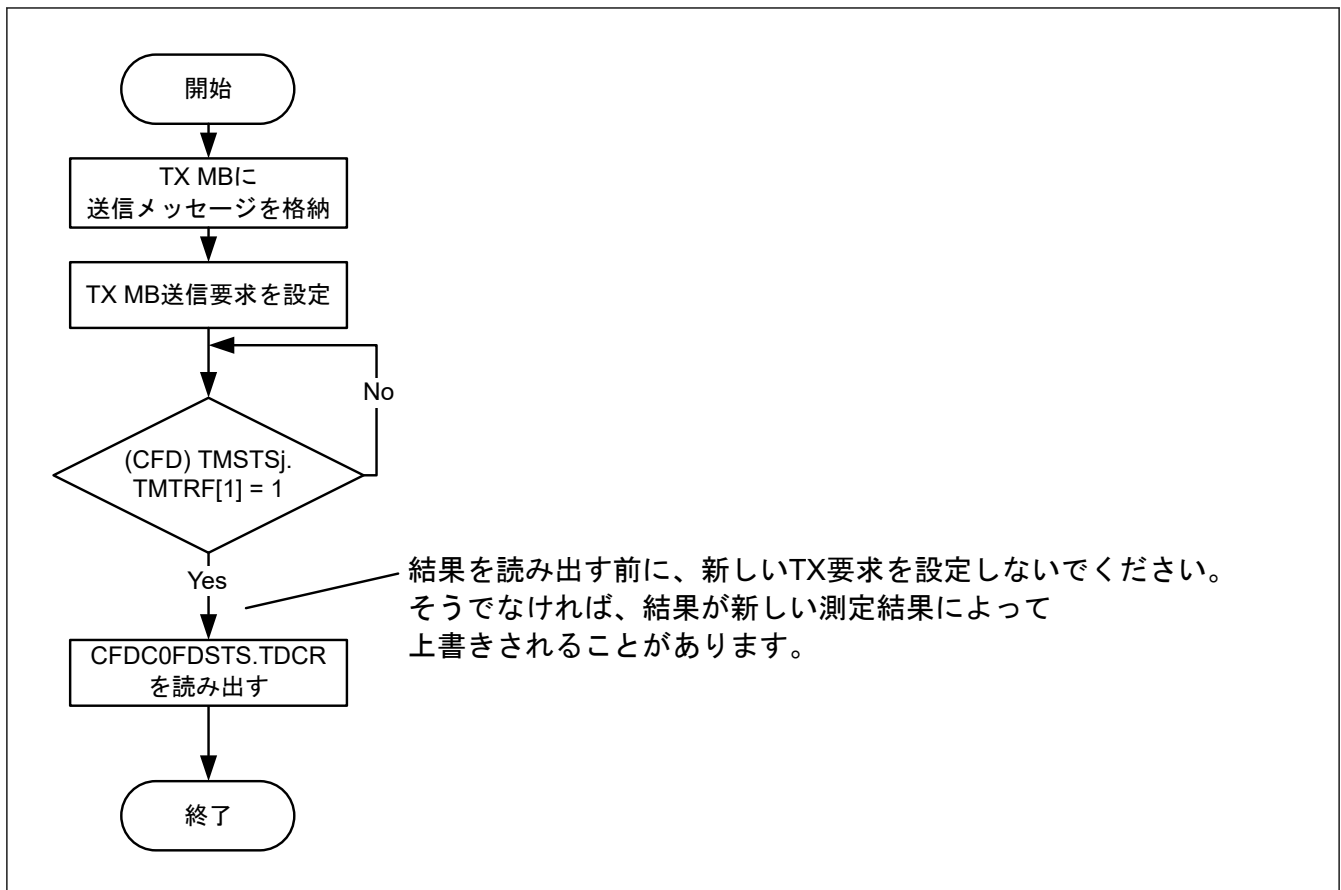 開始
TX MBに
送信メッセージを格納
TX MB送信要求を設定
No
(CFD) TMSTSj.
TMTRF[1] = 1
Yes
結果を読み出す前に、新しいTX要求を設定しないでください。
そうでなければ、結果が新しい測定結果によって
上書きされることがあります。
CFDC0FDSTS.TDCR
を読み出す
終了